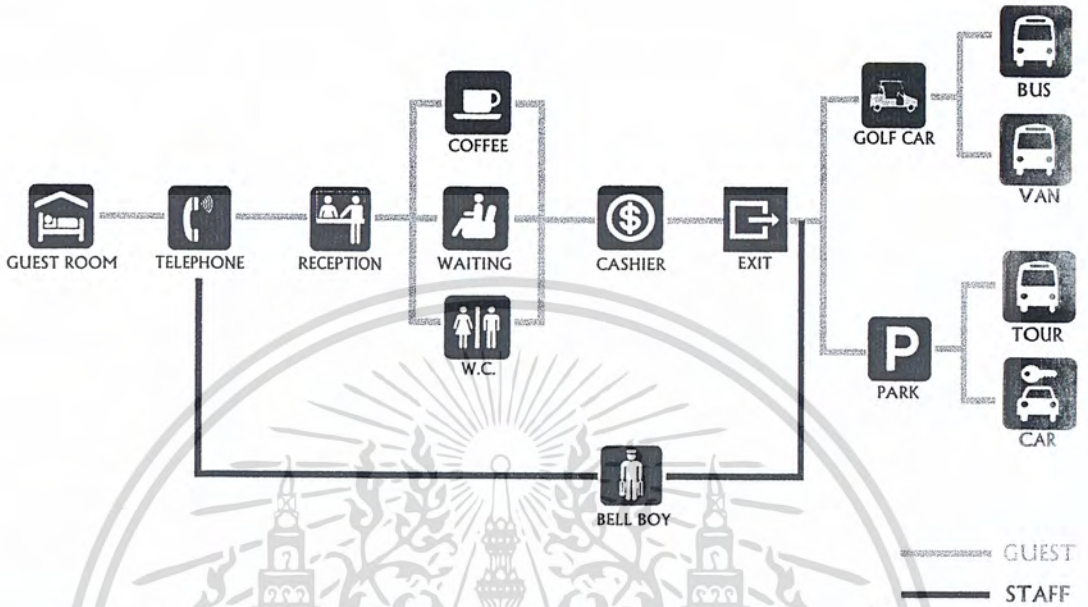 BUS
COFFEE
GOLF CAR
VAN
GUEST ROOM
TELEPHONE
RECEPTION
WAITING
$
CASHIER
EXIT
TOUR
W.C.
P
PARK
CAR
BELL BOY
GUEST
STAFF